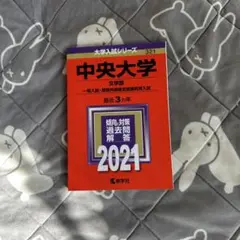 大学入試シリーズ
321
中央大学
文学部
最近3カ年
傾向と対策
過去問
解答
2021
教学社